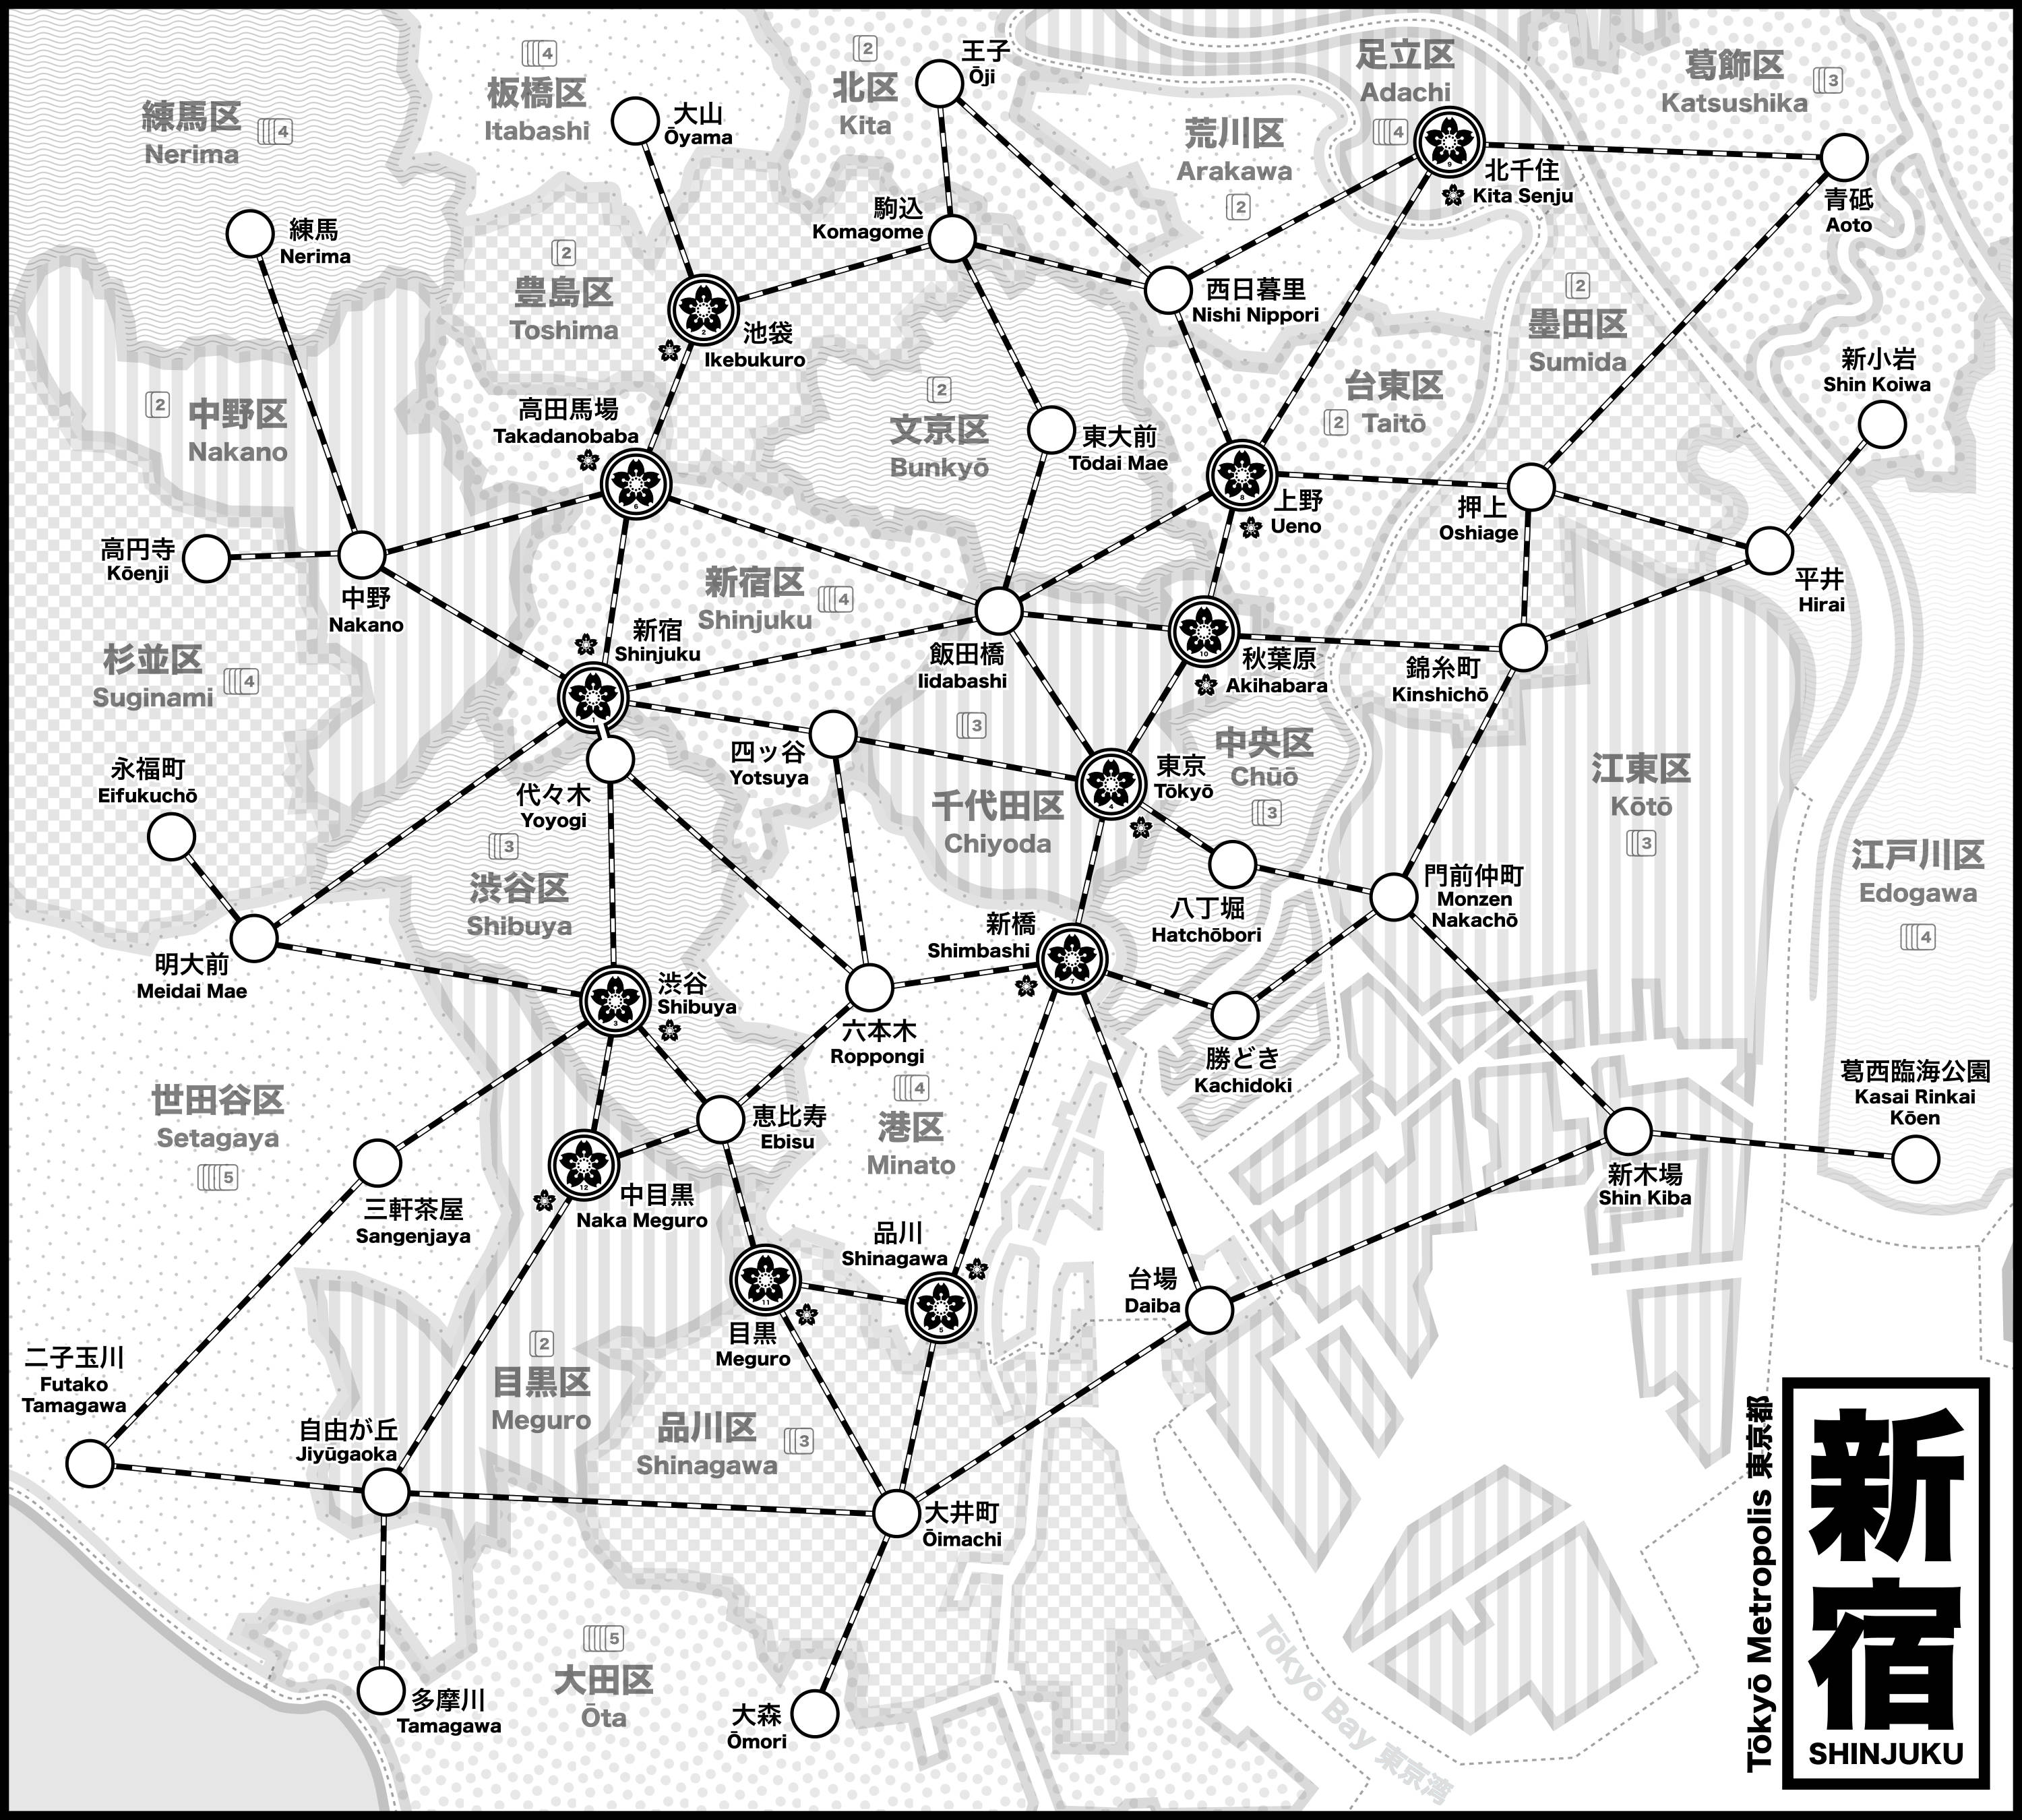 王子
Ōji
2
北区
Kita
4
板橋区
Itabashi
大山
Ōyama
足立区
Adachi
4
葛飾区
Katsushika
3
練馬区
Nerima
4
荒川区
Arakawa
2
9
北千住
Kita Senju
青砥
Aoto
駒込
Komagome
練馬
Nerima
2
豊島区
Toshima
2
池袋
Ikebukuro
西日暮里
Nishi Nippori
2
墨田区
Sumida
新小岩
Shin Koiwa
2
中野区
Nakano
高田馬場
Takadanobaba
6
2
文京区
Bunkyō
東大前
Tōdai Mae
台東区
2
Taitō
8
上野
Ueno
押上
Oshiage
高円寺
Kōenji
中野
Nakano
新宿区
Shinjuku
4
平井
Hirai
新宿
Shinjuku
1
飯田橋
Iidabashi
10
秋葉原
Akihabara
錦糸町
Kinshichō
杉並区
Suginami
4
3
四ッ谷
Yotsuya
中央区
Chūō
3
東京
Tōkyō
4
永福町
Eifukuchō
代々木
Yoyogi
千代田区
Chiyoda
江東区
Kōtō
3
3
渋谷区
Shibuya
江戸川区
Edogawa
4
門前仲町
Monzen
Nakachō
八丁堀
Hatchōbori
新橋
Shimbashi
7
明大前
Meidai Mae
渋谷
Shibuya
3
六本木
Roppongi
勝どき
Kachidoki
葛西臨海公園
Kasai Rinkai
Kōen
世田谷区
Setagaya
5
4
港区
Minato
恵比寿
Ebisu
12
中目黒
Naka Meguro
新木場
Shin Kiba
三軒茶屋
Sangenjaya
品川
Shinagawa
5
台場
Daiba
11
目黒
Meguro
2
目黒区
Meguro
二子玉川
Futako
Tamagawa
自由が丘
Jiyūgaoka
品川区
Shinagawa
3
大井町
Ōimachi
5
大田区
Ōta
多摩川
Tamagawa
大森
Ōmori
Tōkyō Bay 東京湾
Tōkyō Metropolis 東京都
新宿
SHINJUKU